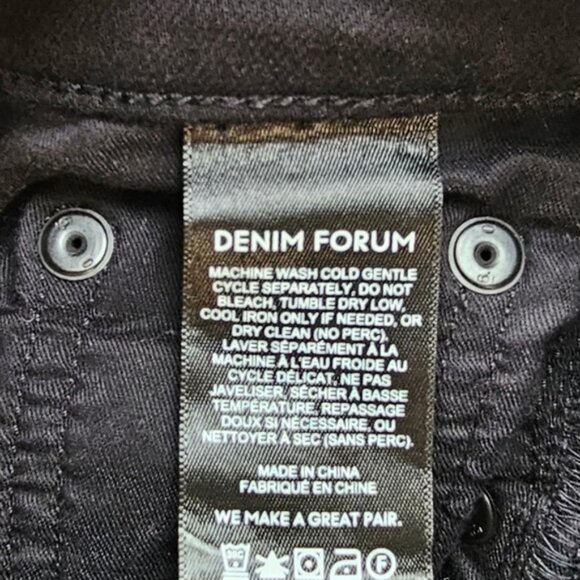 DENIM FORUM
MACHINE WASH COLD GENTLE
CYCLE SEPARATELY, DO NOT
BLEACH, TUMBLE DRY LOW,
COOL IRON ONLY IF NEEDED, OR
DRY CLEAN (NO PERC).
LAVER SÉPARÉMENT À LA
MACHINE À L'EAU FROIDE AU
CYCLE DÉLICAT, NE PAS
JAVELISER, SÉCHER À BASSE
TEMPÉRATURE, REPASSAGE
DOUX SI NÉCESSAIRE, OU
NETTOYER À SEC (SANS PERC).
MADE IN CHINA
FABRIQUÉ EN CHINE
WE MAKE A GREAT PAIR.